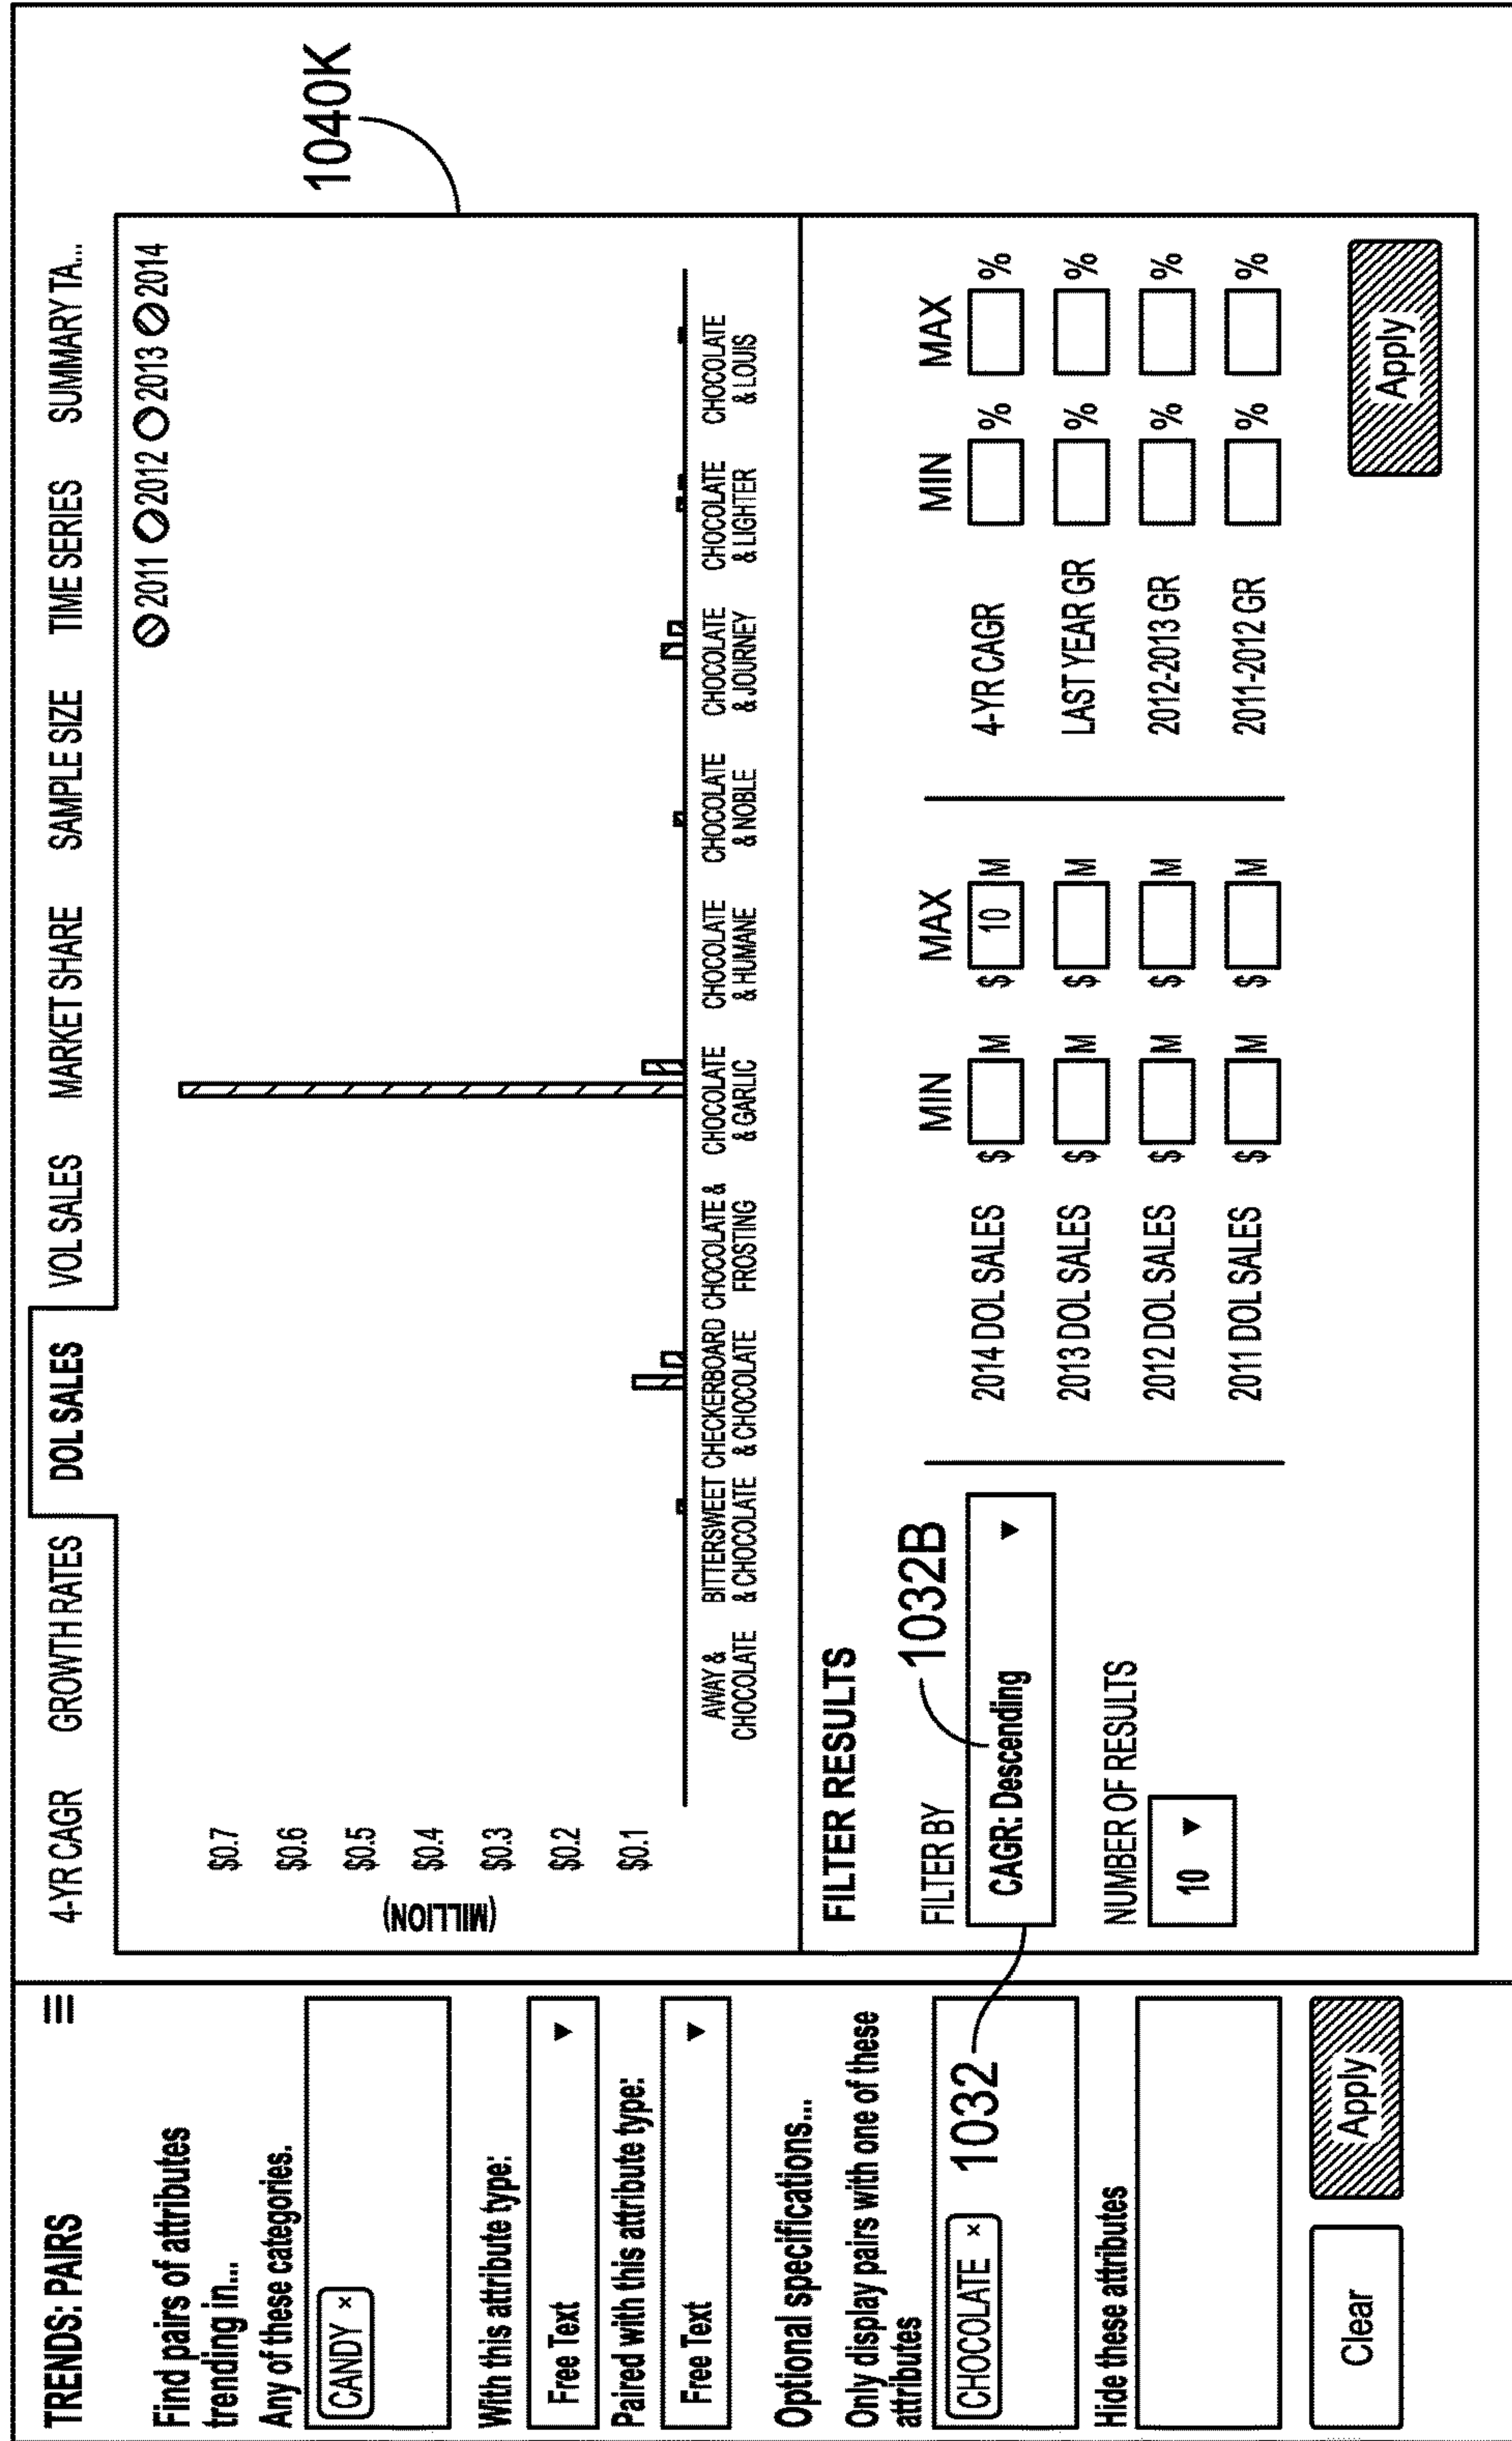 TRENDS: PAIRS
Find pairs of attributes
trending in...
Any of these categories.
CANDY ×
With this attribute type:
Free Text ▼
Paired with this attribute type:
Free Text ▼
Optional specifications...
Only display pairs with one of these
attributes
CHOCOLATE ×
1032
Hide these attributes
Clear
Apply
4-YR CAGR GROWTH RATES DOL SALES VOL SALES MARKET SHARE SAMPLE SIZE TIME SERIES SUMMARY TA...
2011 2012 2013 2014
1040K
(MILLION)
$0.7
$0.6
$0.5
$0.4
$0.3
$0.2
$0.1
AWAY &
CHOCOLATE
BITTERSWEET
& CHOCOLATE
CHECKERBOARD
& CHOCOLATE
CHOCOLATE &
FROSTING
CHOCOLATE
& GARLIC
CHOCOLATE
& HUMANE
CHOCOLATE
& NOBLE
CHOCOLATE
& JOURNEY
CHOCOLATE
& LIGHTER
CHOCOLATE
& LOUIS
FILTER RESULTS
FILTER BY
1032B
CAGR: Descending ▼
NUMBER OF RESULTS
10 ▼
MIN MAX
2014 DOL SALES $ M $ 10 M
2013 DOL SALES $ M $ M
2012 DOL SALES $ M $ M
2011 DOL SALES $ M $ M
MIN MAX
4-YR CAGR % %
LAST YEAR GR % %
2012-2013 GR % %
2011-2012 GR % %
Apply